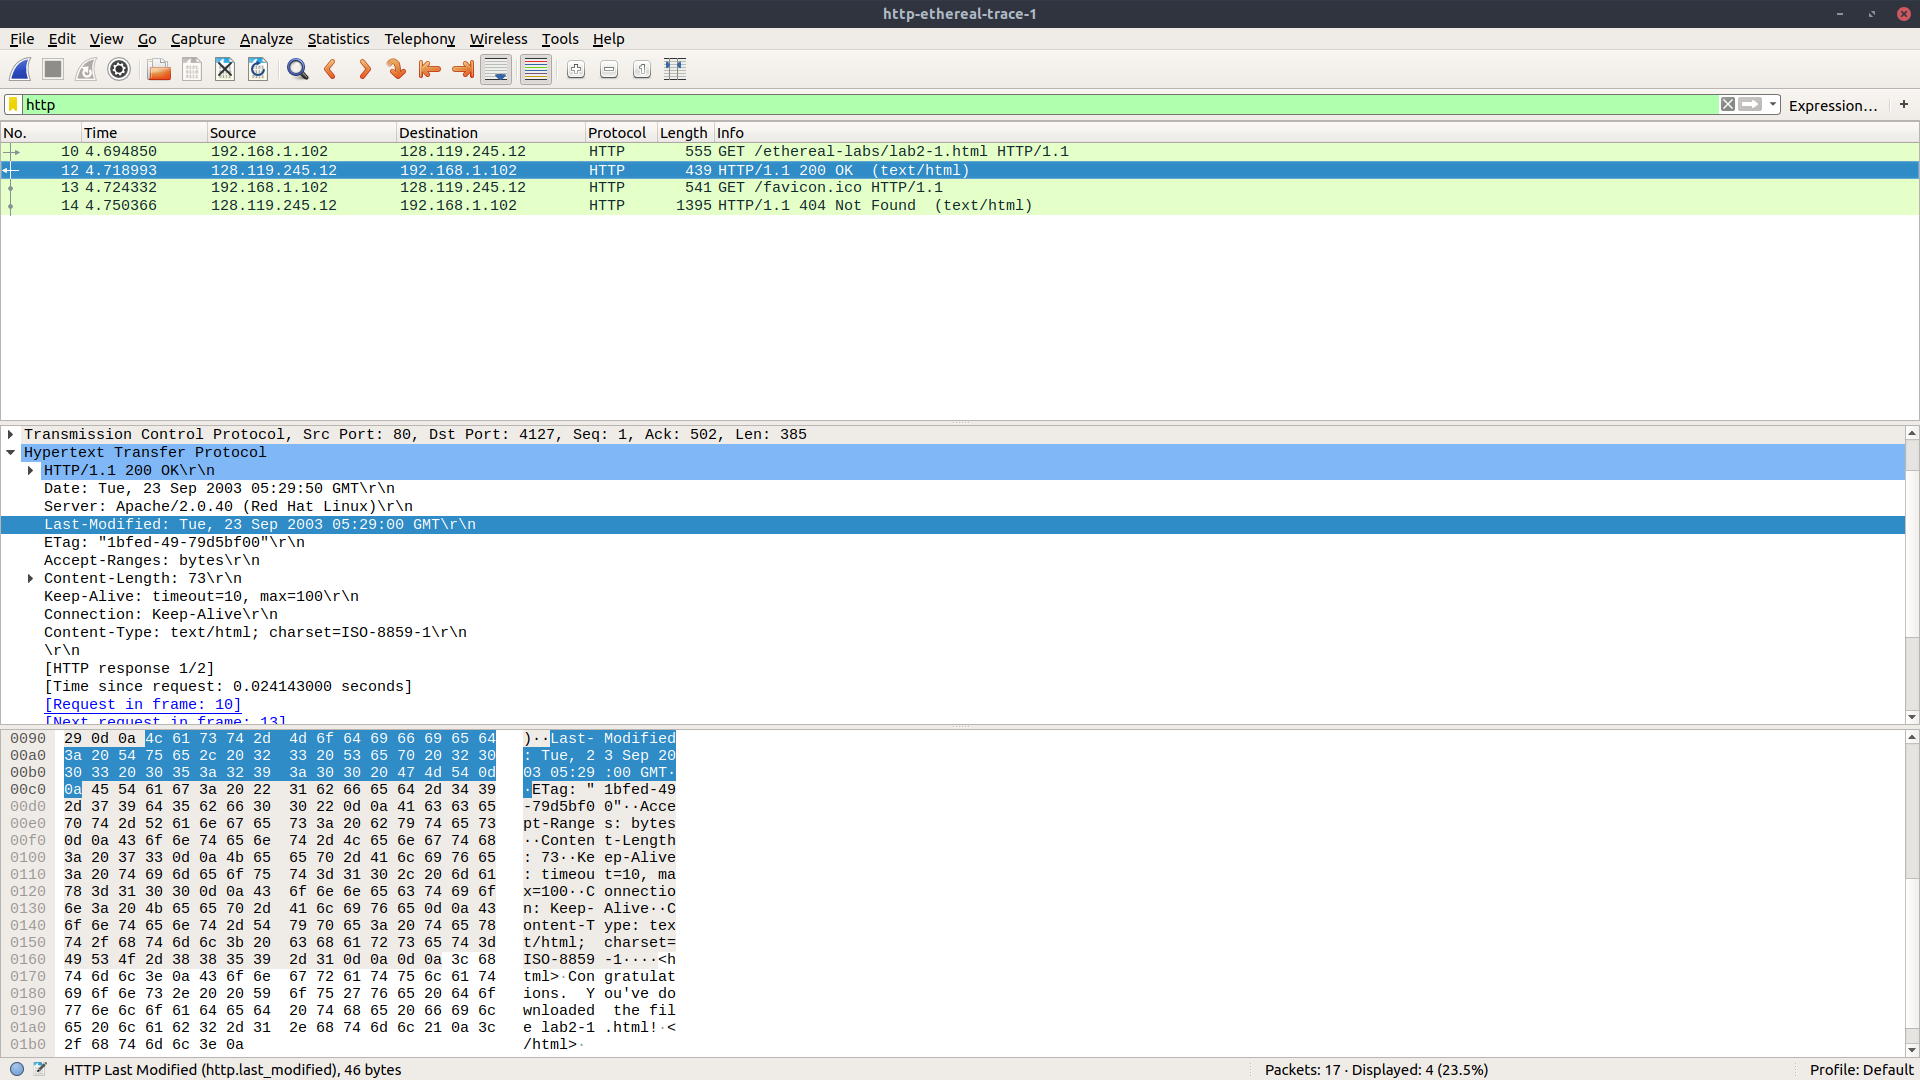 http-ethereal-trace-1
File Edit View Go Capture Analyze Statistics Telephony Wireless Tools Help
http Expression… +
No. Time Source Destination Protocol Length Info
10 4.694850 192.168.1.102 128.119.245.12 HTTP 555 GET /ethereal-labs/lab2-1.html HTTP/1.1
12 4.718993 128.119.245.12 192.168.1.102 HTTP 439 HTTP/1.1 200 OK  (text/html)
13 4.724332 192.168.1.102 128.119.245.12 HTTP 541 GET /favicon.ico HTTP/1.1
14 4.750366 128.119.245.12 192.168.1.102 HTTP 1395 HTTP/1.1 404 Not Found  (text/html)
Transmission Control Protocol, Src Port: 80, Dst Port: 4127, Seq: 1, Ack: 502, Len: 385
Hypertext Transfer Protocol
HTTP/1.1 200 OK\r\n
Date: Tue, 23 Sep 2003 05:29:50 GMT\r\n
Server: Apache/2.0.40 (Red Hat Linux)\r\n
Last-Modified: Tue, 23 Sep 2003 05:29:00 GMT\r\n
ETag: "1bfed-49-79d5bf00"\r\n
Accept-Ranges: bytes\r\n
Content-Length: 73\r\n
Keep-Alive: timeout=10, max=100\r\n
Connection: Keep-Alive\r\n
Content-Type: text/html; charset=ISO-8859-1\r\n
\r\n
[HTTP response 1/2]
[Time since request: 0.024143000 seconds]
[Request in frame: 10]
[Next request in frame: 13]
0090 29 0d 0a 4c 61 73 74 2d 4d 6f 64 69 66 69 65 64 )··Last- Modified
00a0 3a 20 54 75 65 2c 20 32 33 20 53 65 70 20 32 30 : Tue, 2 3 Sep 20
00b0 30 33 20 30 35 3a 32 39 3a 30 30 20 47 4d 54 0d 03 05:29 :00 GMT·
00c0 0a 45 54 61 67 3a 20 22 31 62 66 65 64 2d 34 39 ·ETag: " 1bfed-49
00d0 2d 37 39 64 35 62 66 30 30 22 0d 0a 41 63 63 65 -79d5bf0 0"··Acce
00e0 70 74 2d 52 61 6e 67 65 73 3a 20 62 79 74 65 73 pt-Range s: bytes
00f0 0d 0a 43 6f 6e 74 65 6e 74 2d 4c 65 6e 67 74 68 ··Conten t-Length
0100 3a 20 37 33 0d 0a 4b 65 65 70 2d 41 6c 69 76 65 : 73··Ke ep-Alive
0110 3a 20 74 69 6d 65 6f 75 74 3d 31 30 2c 20 6d 61 : timeou t=10, ma
0120 78 3d 31 30 30 0d 0a 43 6f 6e 6e 65 63 74 69 6f x=100··C onnectio
0130 6e 3a 20 4b 65 65 70 2d 41 6c 69 76 65 0d 0a 43 n: Keep- Alive··C
0140 6f 6e 74 65 6e 74 2d 54 79 70 65 3a 20 74 65 78 ontent-T ype: tex
0150 74 2f 68 74 6d 6c 3b 20 63 68 61 72 73 65 74 3d t/html;  charset=
0160 49 53 4f 2d 38 38 35 39 2d 31 0d 0a 0d 0a 3c 68 ISO-8859 -1····<h
0170 74 6d 6c 3e 0a 43 6f 6e 67 72 61 74 75 6c 61 74 tml>·Con gratulat
0180 69 6f 6e 73 2e 20 20 59 6f 75 27 76 65 20 64 6f ions.  Y ou've do
0190 77 6e 6c 6f 61 64 65 64 20 74 68 65 20 66 69 6c wnloaded  the fil
01a0 65 20 6c 61 62 32 2d 31 2e 68 74 6d 6c 21 0a 3c e lab2-1 .html!·<
01b0 2f 68 74 6d 6c 3e 0a /html>·
HTTP Last Modified (http.last_modified), 46 bytes Packets: 17 · Displayed: 4 (23.5%) Profile: Default